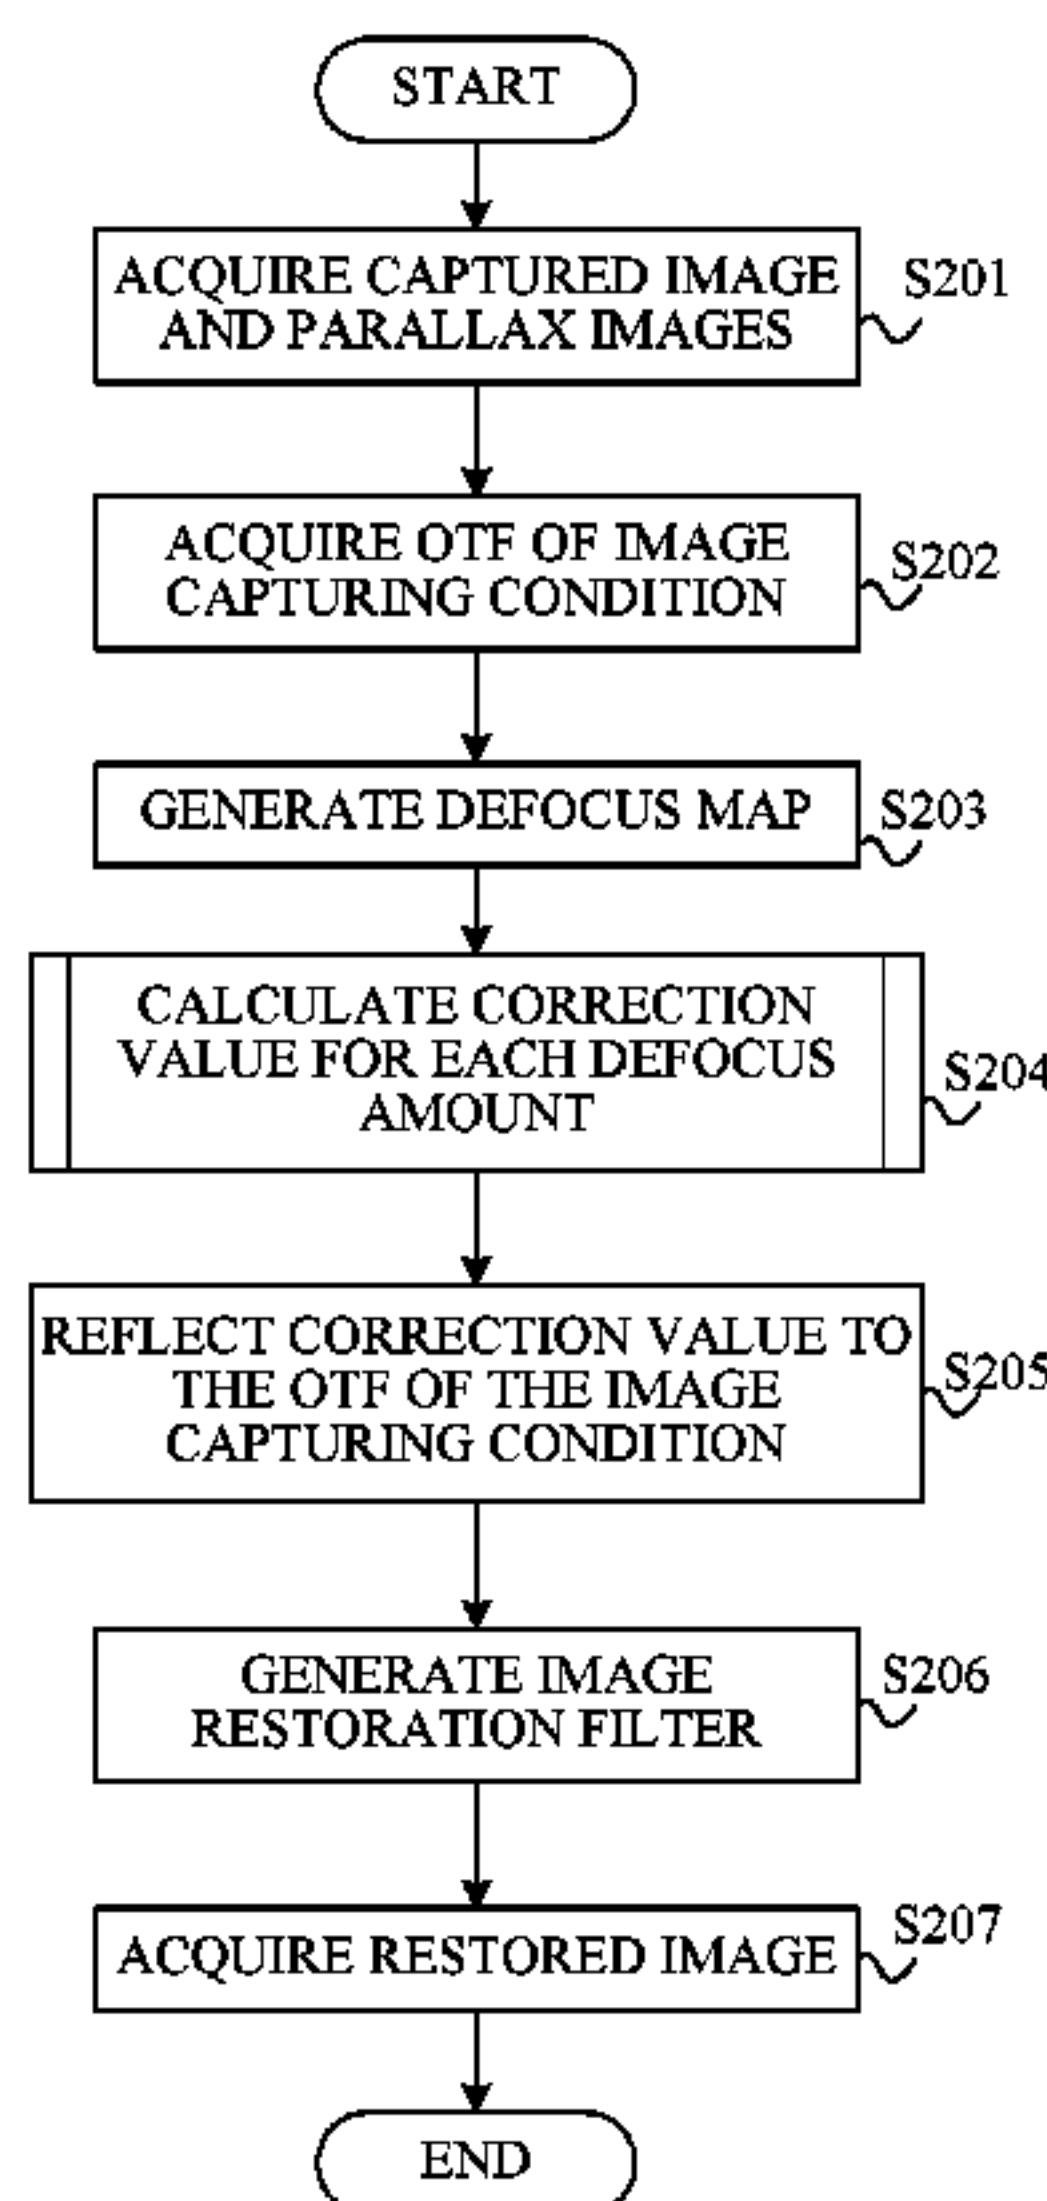 START
ACQUIRE CAPTURED IMAGE
AND PARALLAX IMAGES
S201
ACQUIRE OTF OF IMAGE
CAPTURING CONDITION
S202
GENERATE DEFOCUS MAP
S203
CALCULATE CORRECTION
VALUE FOR EACH DEFOCUS
AMOUNT
S204
REFLECT CORRECTION VALUE TO
THE OTF OF THE IMAGE
CAPTURING CONDITION
S205
GENERATE IMAGE
RESTORATION FILTER
S206
ACQUIRE RESTORED IMAGE
S207
END